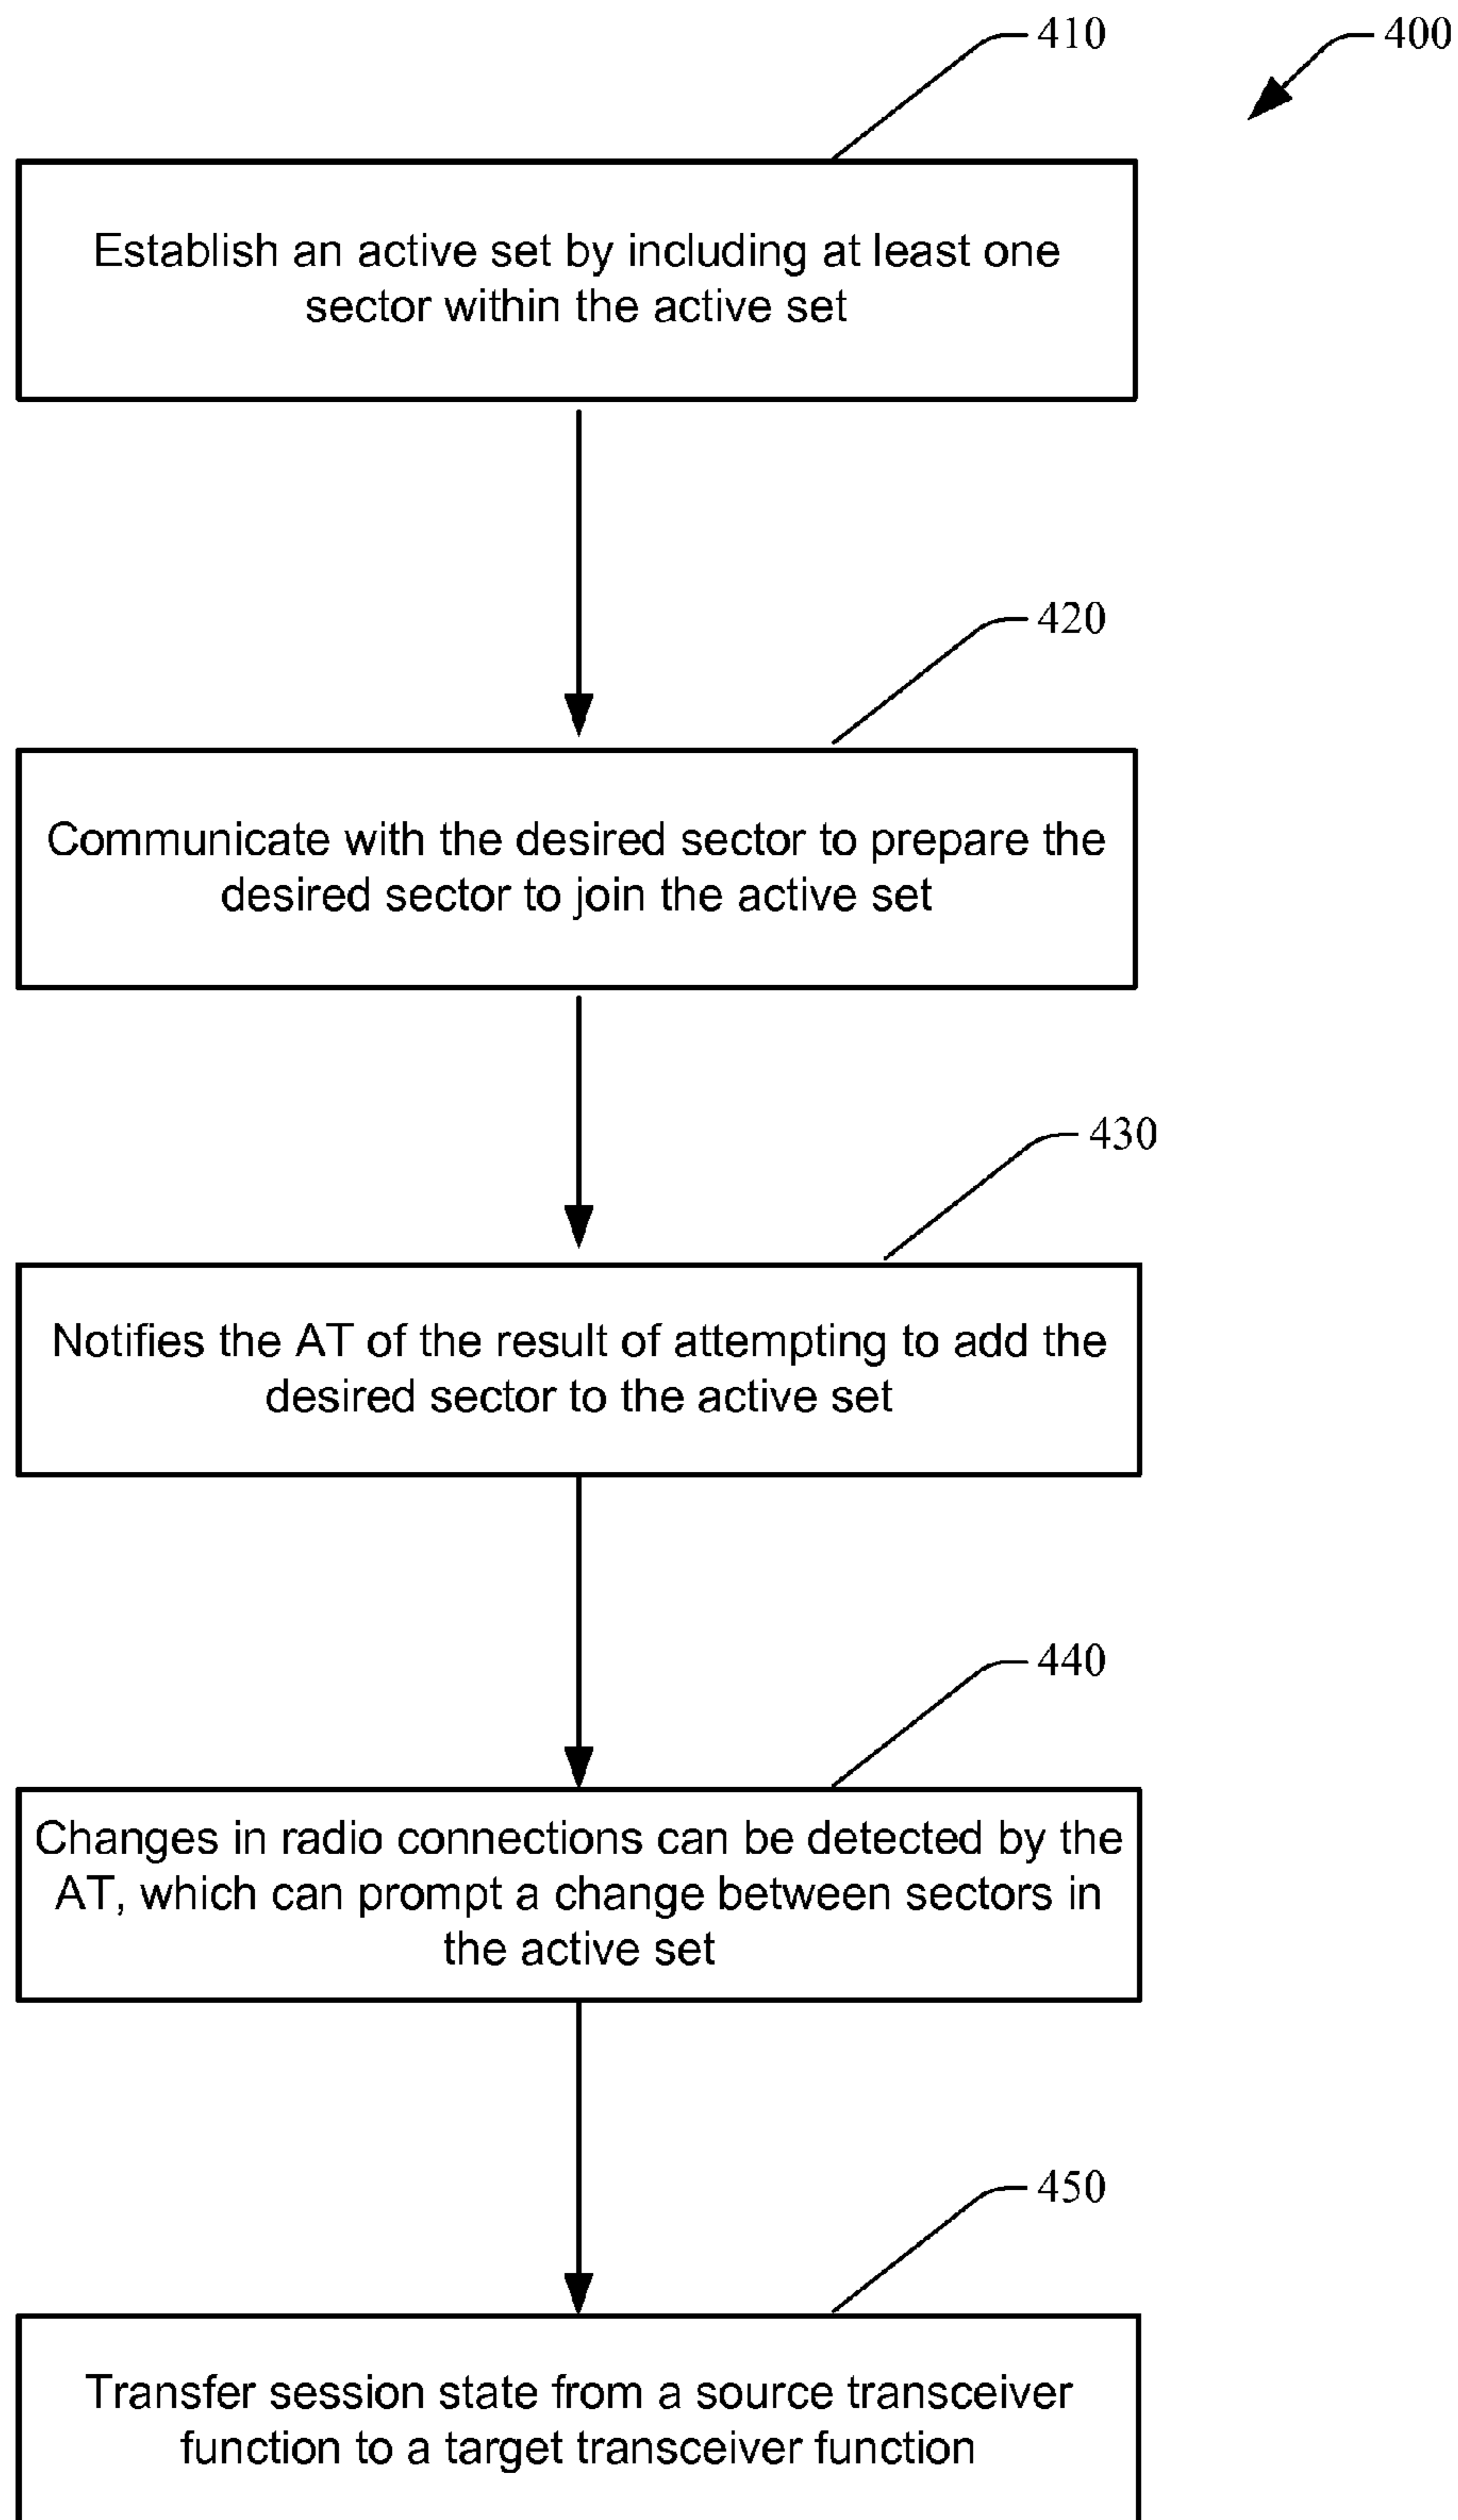 410
400
Establish an active set by including at least one
sector within the active set
420
Communicate with the desired sector to prepare the
desired sector to join the active set
430
Notifies the AT of the result of attempting to add the
desired sector to the active set
440
Changes in radio connections can be detected by the
AT, which can prompt a change between sectors in
the active set
450
Transfer session state from a source transceiver
function to a target transceiver function